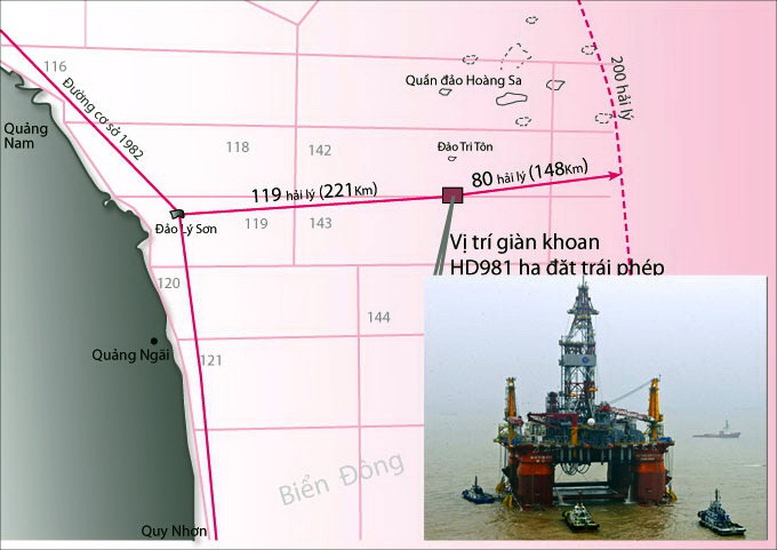 116
Đường cơ sở 1982
Quảng
Nam
Quần đảo Hoàng Sa
200 hải lý
118
142
Đảo Tri Tôn
119 hải lý (221Km)
80 hải lý (148Km)
Đảo Lý Sơn
119
143
Vị trí giàn khoan
HD981 hạ đặt trái phép
120
144
Quảng Ngãi
121
Biển Đông
Quy Nhơn